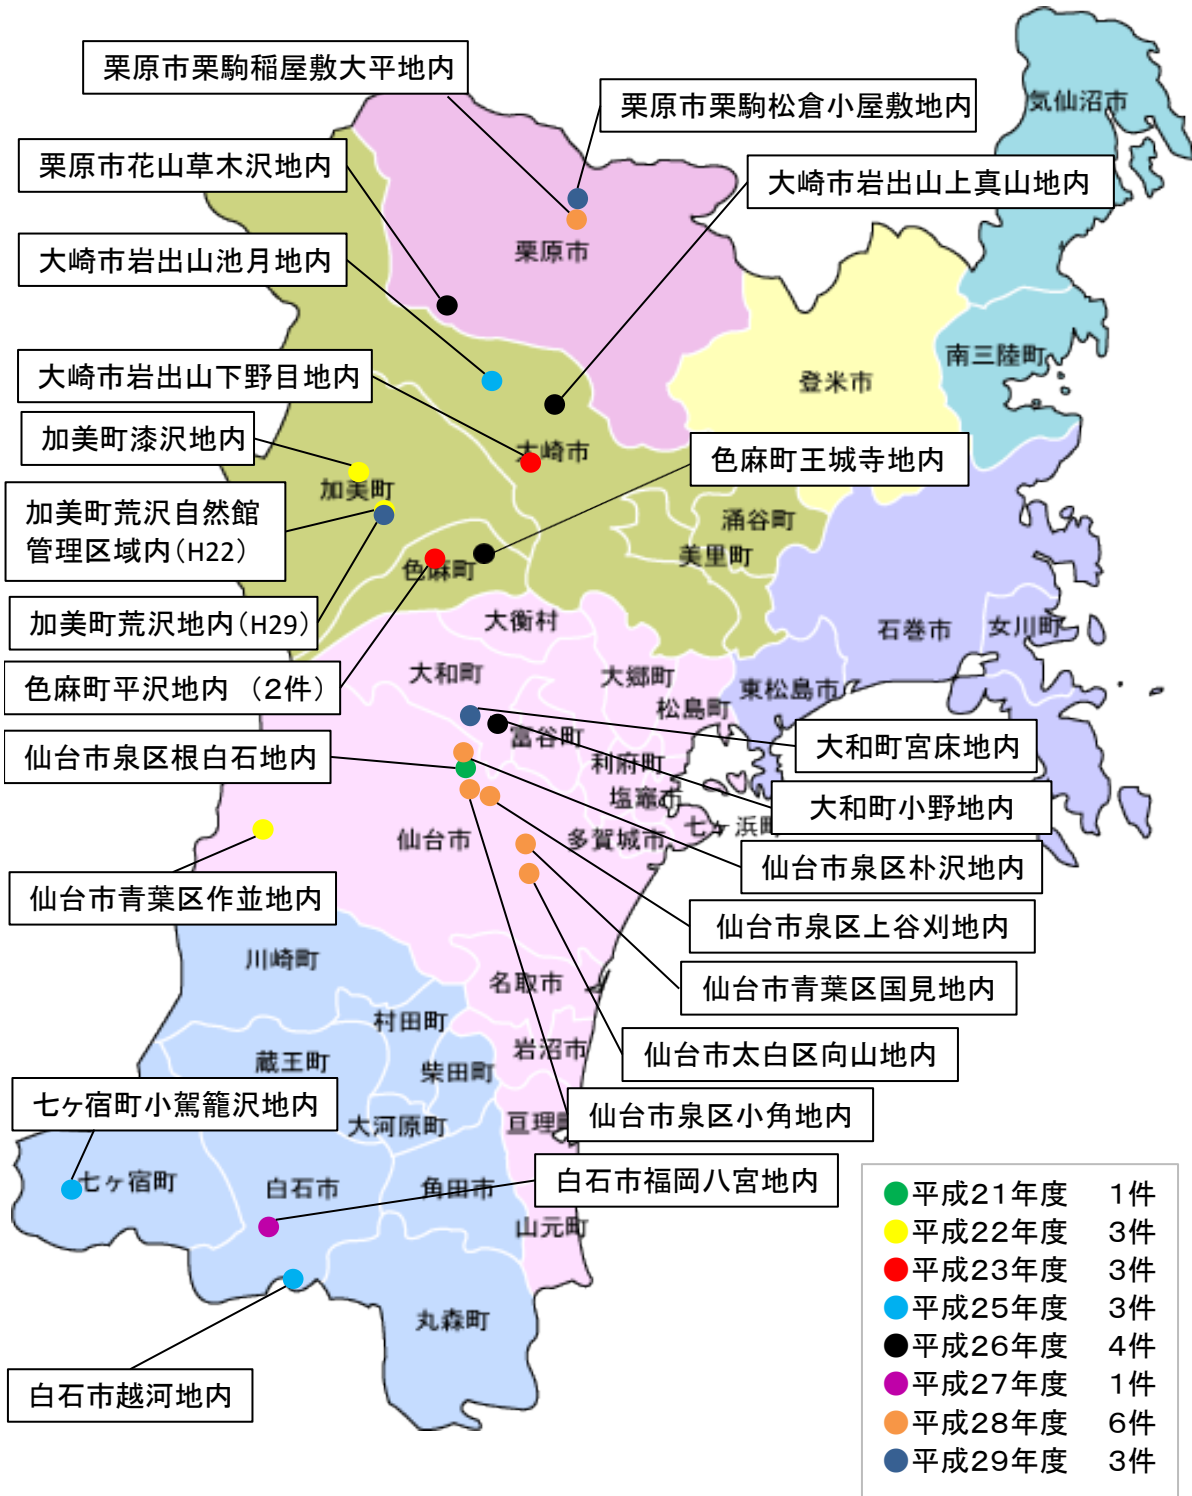 栗原市栗駒稲屋敷大平地内
栗原市栗駒松倉小屋敷地内
気仙沼市
栗原市花山草木沢地内
大崎市岩出山上真山地内
栗原市
大崎市岩出山池月地内
南三陸町
大崎市岩出山下野目地内
登米市
加美町漆沢地内
大崎市
色麻町王城寺地内
加美町
加美町荒沢自然館
管理区域内(H22)
涌谷町
美里町
色麻町
加美町荒沢地内(H29)
大衡村
石巻市
女川町
色麻町平沢地内 (2件)
大和町
大郷町
東松島市
松島町
仙台市泉区根白石地内
富谷町
大和町宮床地内
利府町
塩竈市
大和町小野地内
仙台市
多賀城市
七ヶ浜町
仙台市泉区朴沢地内
仙台市青葉区作並地内
仙台市泉区上谷刈地内
川崎町
名取市
仙台市青葉区国見地内
村田町
岩沼市
仙台市太白区向山地内
蔵王町
柴田町
七ヶ宿町小駕籠沢地内
大河原町
亘理町
仙台市泉区小角地内
七ヶ宿町
白石市
角田市
白石市福岡八宮地内
山元町
丸森町
白石市越河地内
平成21年度 1件
平成22年度 3件
平成23年度 3件
平成25年度 3件
平成26年度 4件
平成27年度 1件
平成28年度 6件
平成29年度 3件